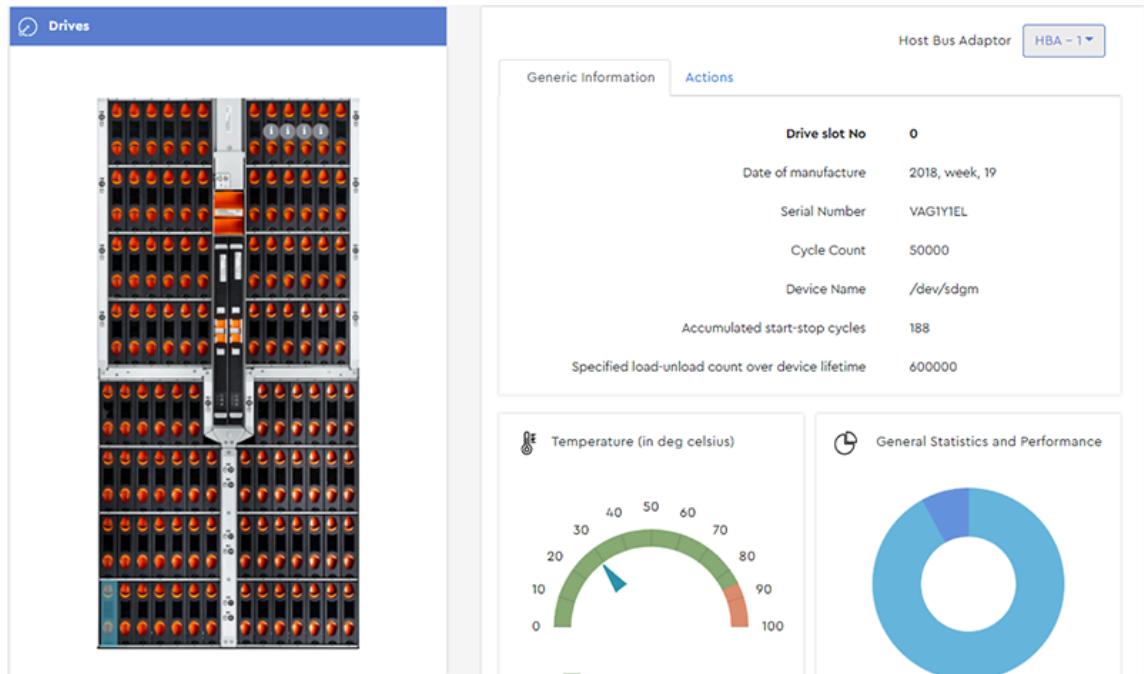 Drives
Host Bus Adaptor HBA - 1
Generic Information Actions
Drive slot No 0
Date of manufacture 2018, week, 19
Serial Number VAG1Y1EL
Cycle Count 50000
Device Name /dev/sdgm
Accumulated start-stop cycles 188
Specified load-unload count over device lifetime 600000
Temperature (in deg celsius)
0
10
20
30
40
50
60
70
80
90
100
General Statistics and Performance